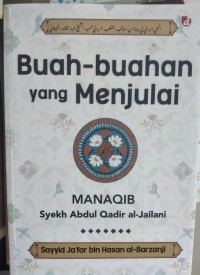 Buah-buahan
yang Menjulai
MANAQIB
Syekh Abdul Qadir al-Jailani
Sayyid Ja'far bin Hasan al-Barzanji